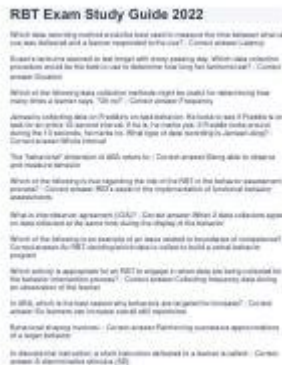 RBT Exam Study Guide 2022
Which data recording method would be best used to measure the time between when a
cue was delivered and a learner responded to the cue? - Correct answer-Latency
tantrums seemed to last longer with every passing day. Which data collection
procedure would be the best to use to determine how long her tantrums last? - Correct
answer-Duration
Which of the following data collection methods might be useful for determining how
many times a learner says, "Oh no"? - Correct answer-Frequency
collecting data on Freddie's on-task behavior. He looks to see if Freddie is on
task for an entire 10-second interval. If he is, he marks yes. If Freddie looks around
during the 10 seconds, he marks no. What type of data recording is doing? -
Correct answer-Whole interval
The "behavioral" dimension of ABA refers to: - Correct answer-Being able to observe
and measure behavior
Which of the following is true regarding the role of the RBT in the behavior assessment
process? - Correct answer-RBTs assist in the implementation of functional behavior
assessments.
What is interobserver agreement (IOA)? - Correct answer-When 2 data collectors agree
on data collection at the same time during the display of the behavior
Which of the following is an example of an issue related to boundaries of competence? -
Correct answer-An RBT deciding which data to collect to build a verbal behavior
program
Which activity is appropriate for an RBT to engage in when data are being collected for
the behavior intervention process? - Correct answer-Collecting frequency data during
an observation of the learner
In ABA, which is the best reason why behaviors are targeted for increase? - Correct
answer-So learners can increase overall skill repertoires
Behavioral shaping involves: - Correct answer-Reinforcing successive approximations
of a target behavior
In discrete trial instruction, a short instruction delivered to a learner is called: - Correct
answer-A discriminative stimulus (SD)